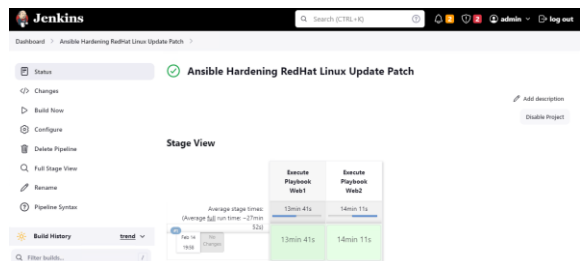 Jenkins
Search (CTRL+K)
2
2
admin
log out
Dashboard > Ansible Hardening RedHat Linux Update Patch >
Status
Changes
Build Now
Configure
Delete Pipeline
Full Stage View
Rename
Pipeline Syntax
Build History
trend
Filter builds...
/
Ansible Hardening RedHat Linux Update Patch
Add description
Disable Project
Stage View
Execute Playbook Web1
Execute Playbook Web2
Average stage times:
(Average full run time: ~27min
52s)
13min 41s
14min 11s
Feb 14
19:58
No
Changes
13min 41s
14min 11s